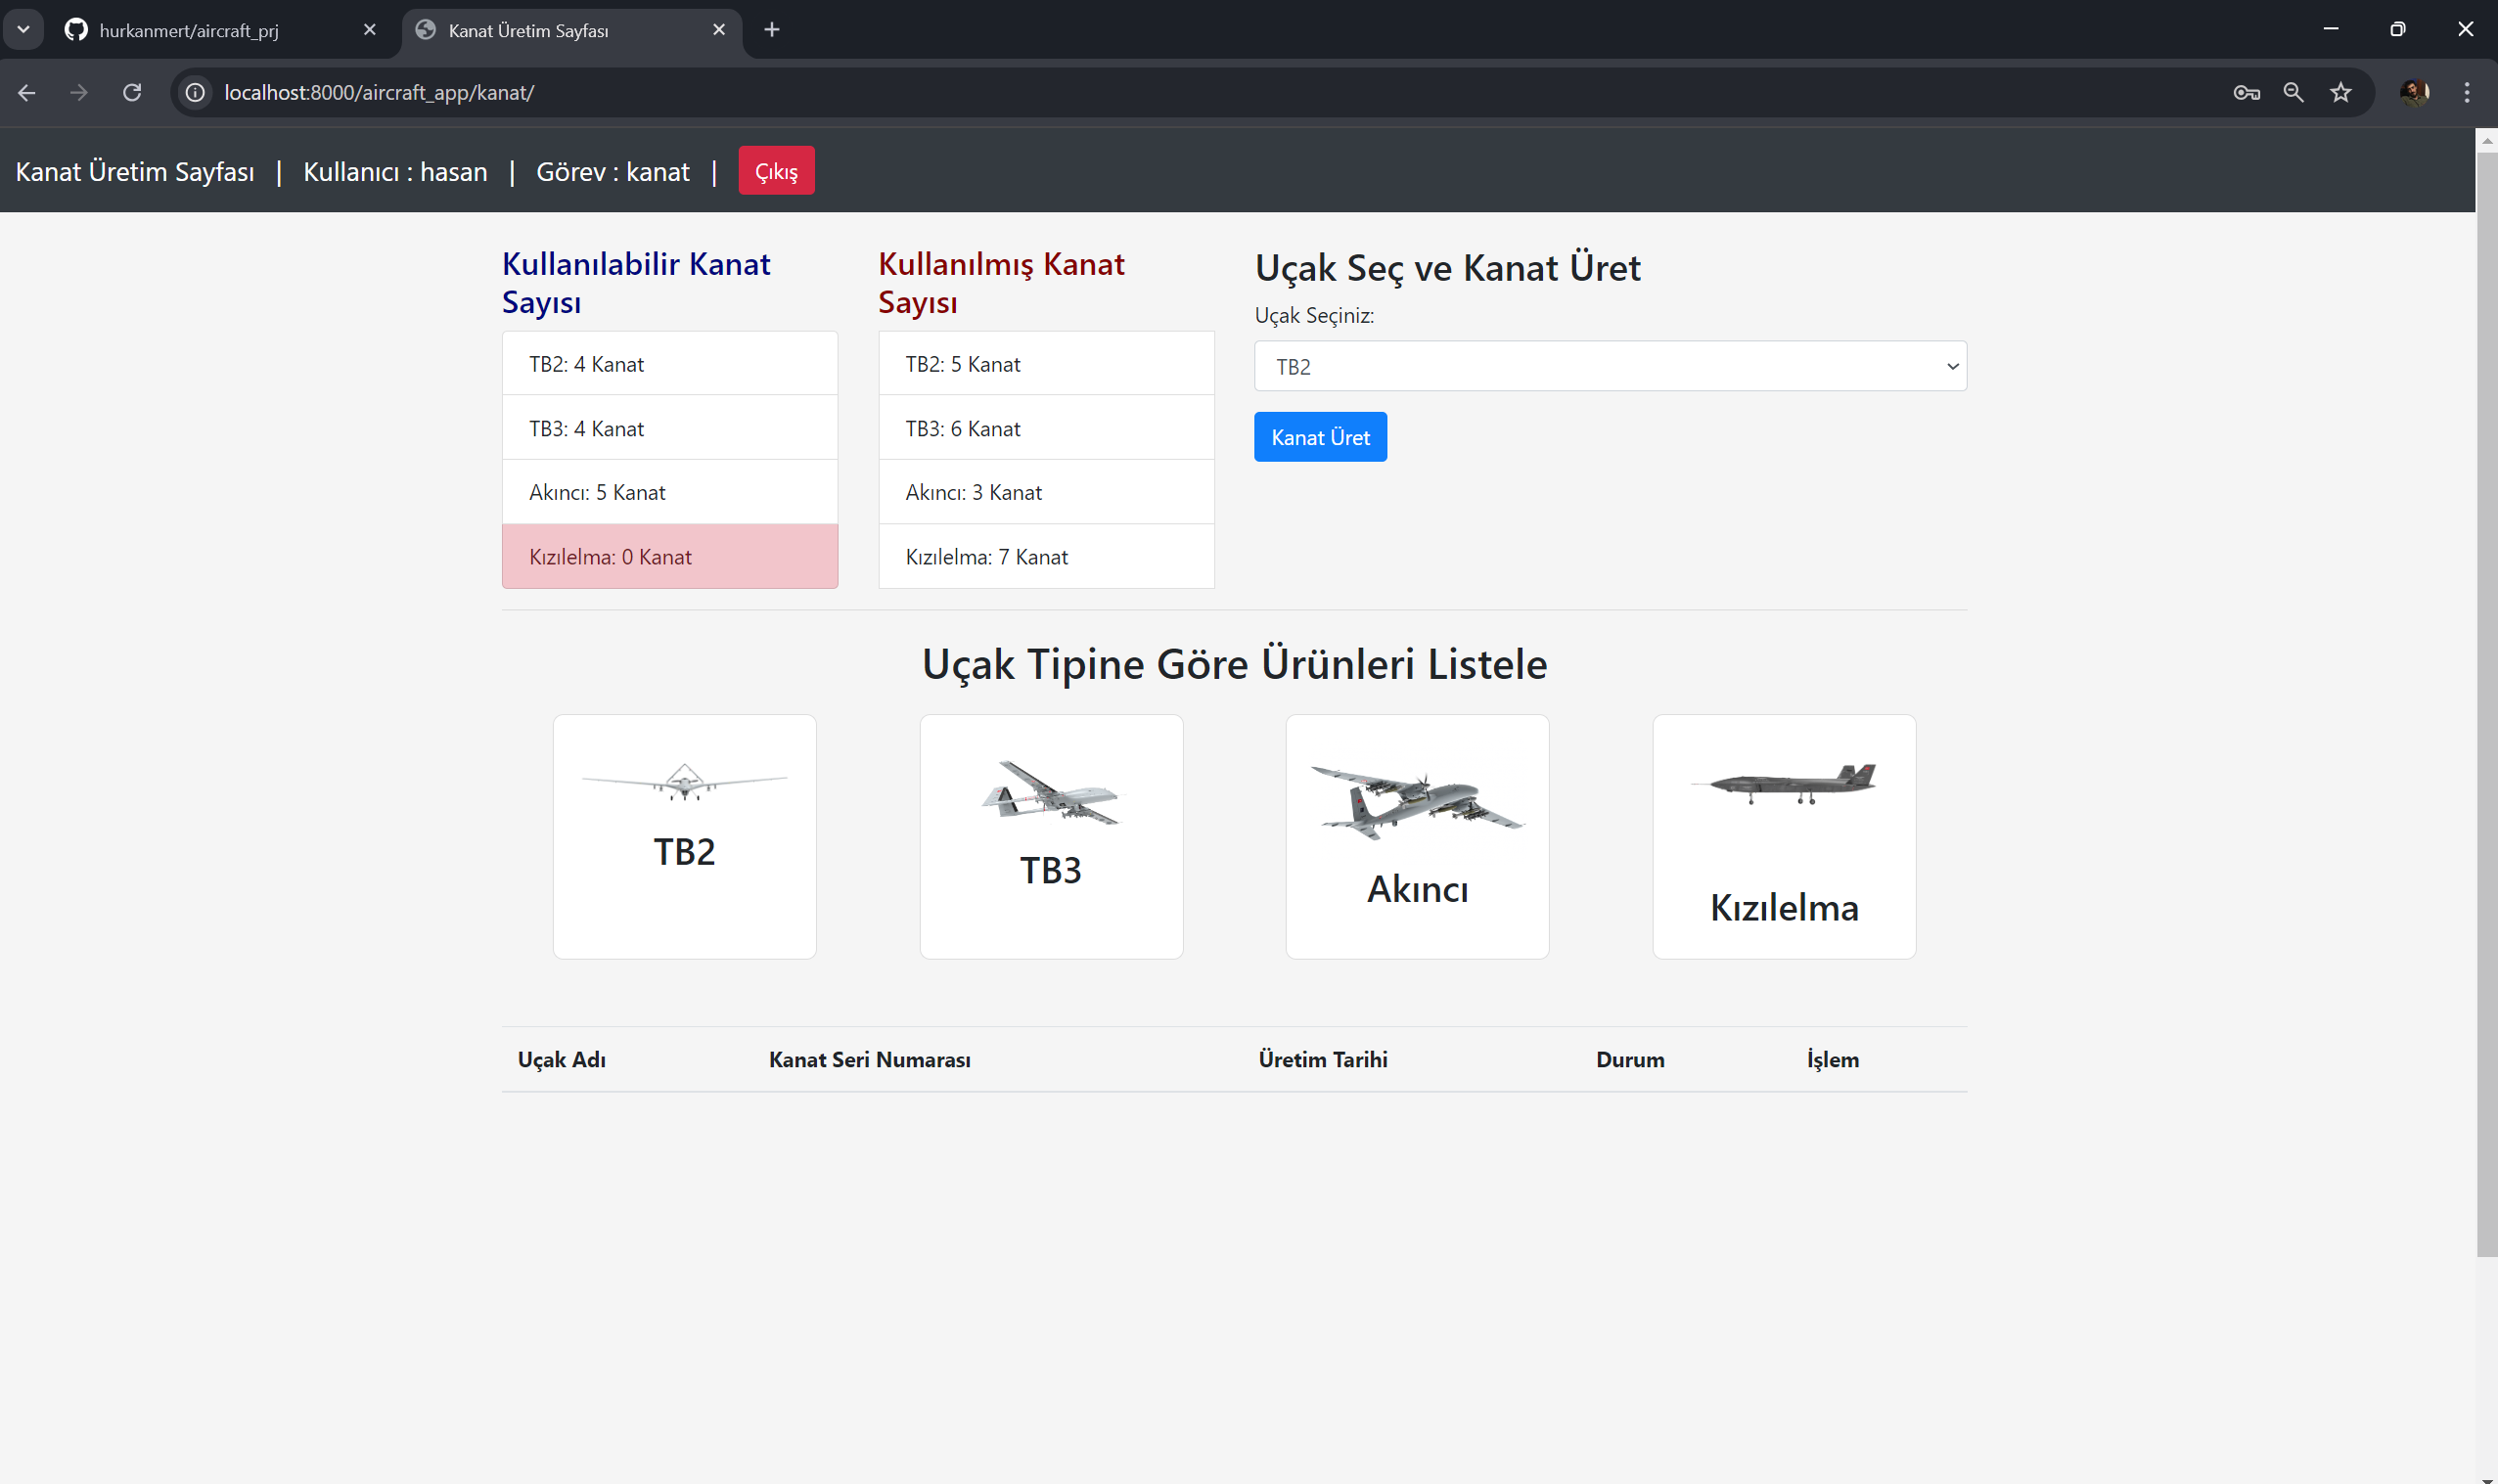 hurkanmert/aircraft_prj
Kanat Üretim Sayfası
localhost:8000/aircraft_app/kanat/
Kanat Üretim Sayfası | Kullanıcı : hasan | Görev : kanat | Çıkış
Kullanılabilir Kanat
Sayısı
TB2: 4 Kanat
TB3: 4 Kanat
Akıncı: 5 Kanat
Kızılelma: 0 Kanat
Kullanılmış Kanat
Sayısı
TB2: 5 Kanat
TB3: 6 Kanat
Akıncı: 3 Kanat
Kızılelma: 7 Kanat
Uçak Seç ve Kanat Üret
Uçak Seçiniz:
TB2
Kanat Üret
Uçak Tipine Göre Ürünleri Listele
TB2
TB3
Akıncı
Kızılelma
Uçak Adı Kanat Seri Numarası Üretim Tarihi Durum İşlem